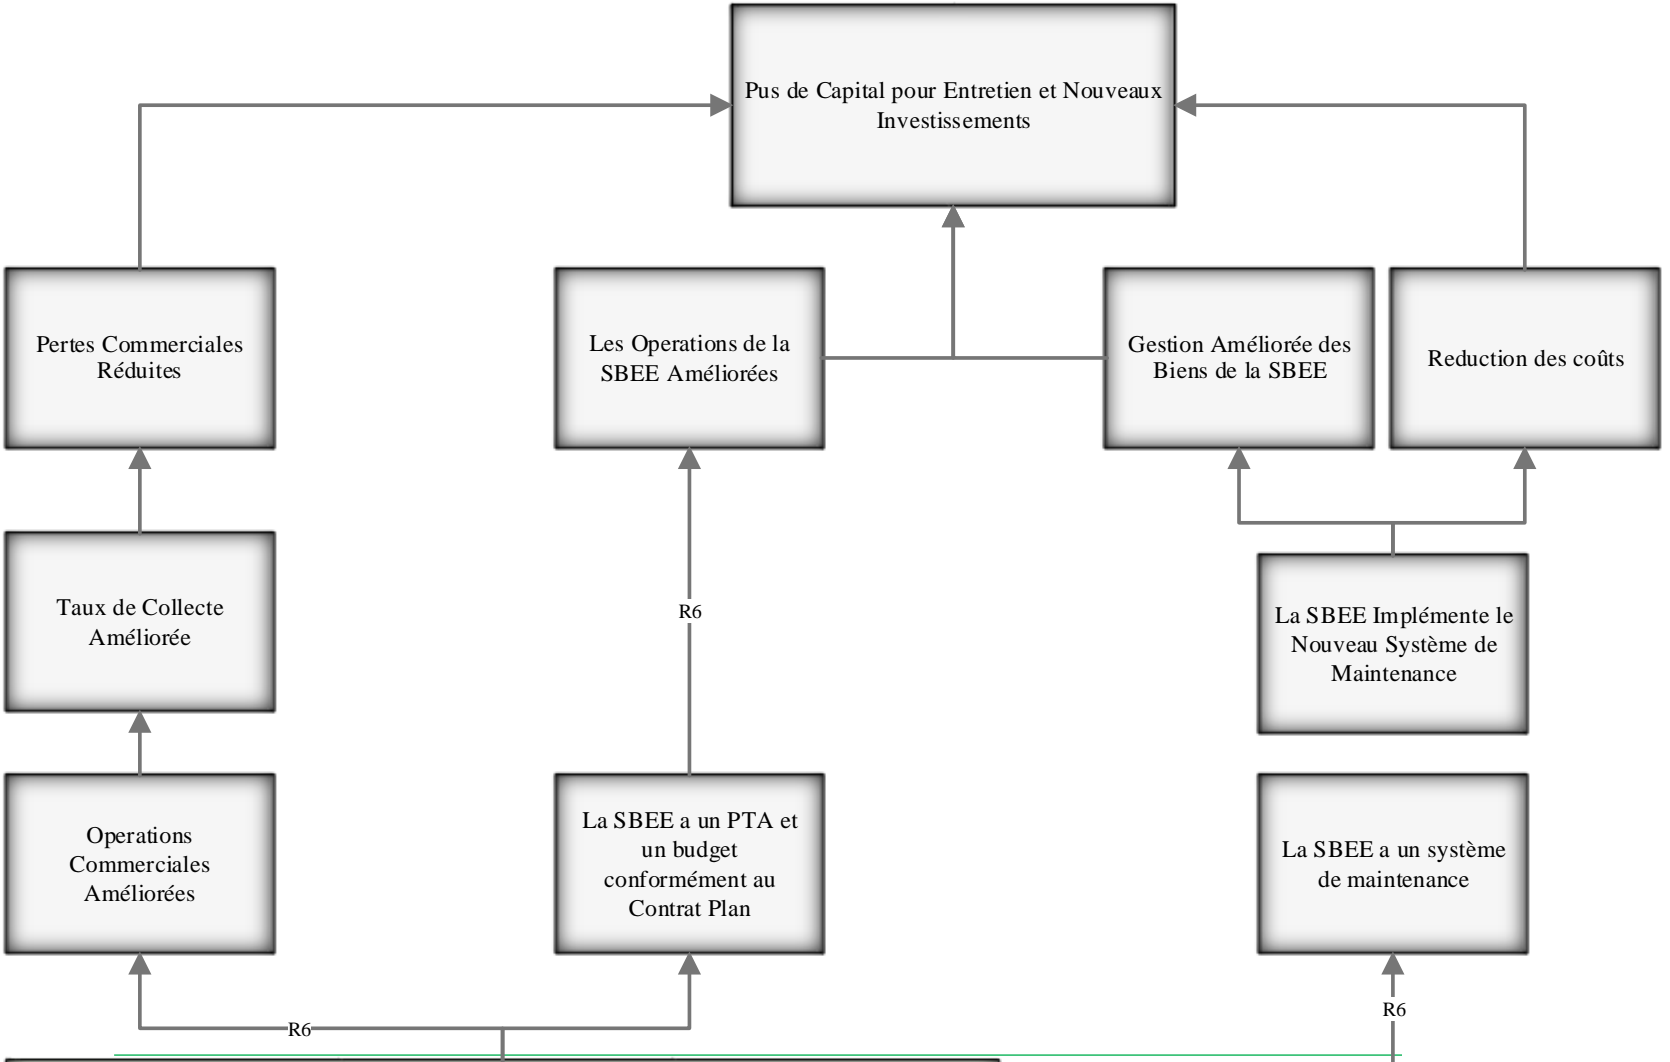 Pus de Capital pour Entretien et Nouveaux
Investissements
Pertes Commerciales
Réduites
Les Operations de la
SBEE Améliorées
Gestion Améliorée des
Biens de la SBEE
Reduction des coûts
Taux de Collecte
Améliorée
R6
La SBEE Implémente le
Nouveau Système de
Maintenance
Operations
Commerciales
Améliorées
La SBEE a un PTA et
un budget
conformément au
Contrat Plan
La SBEE a un système
de maintenance
R6
R6